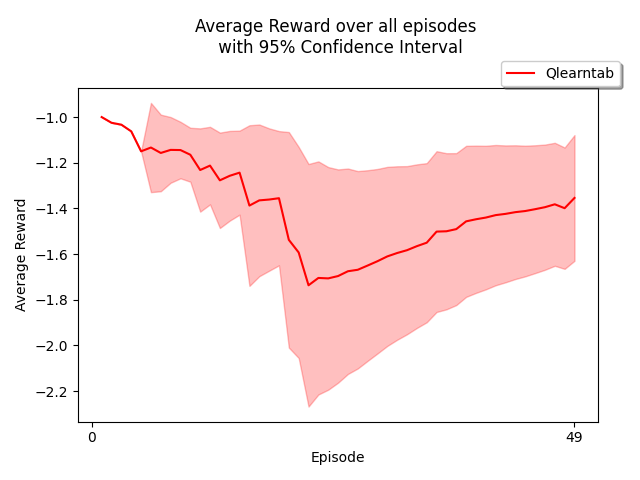 Average Reward over all episodes
with 95% Confidence Interval
Qlearntab
−1.0
−1.2
−1.4
−1.6
−1.8
−2.0
−2.2
Average Reward
0
49
Episode